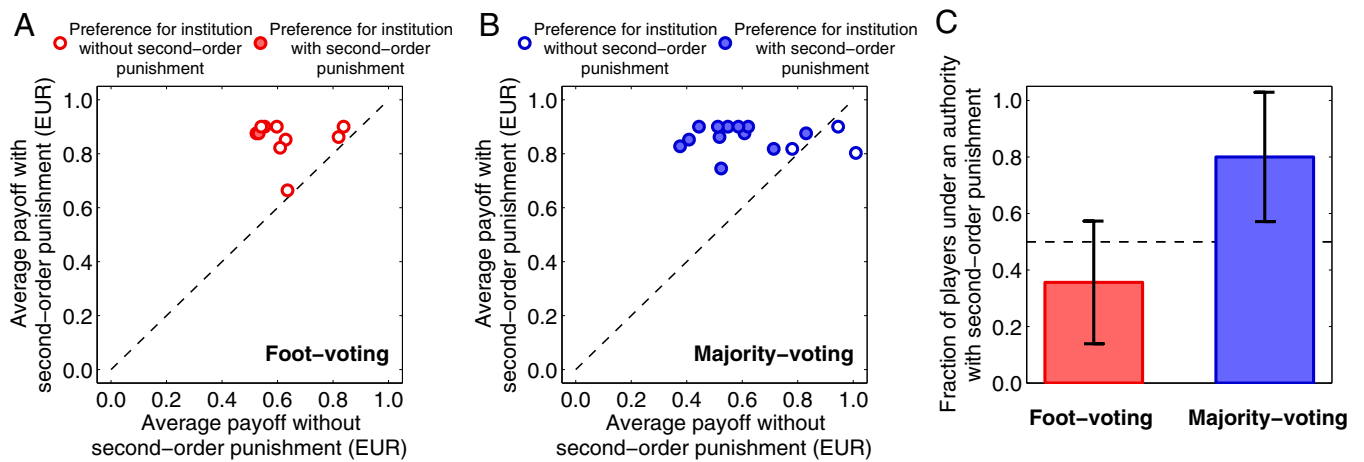 A
Preference for institution
without second−order
punishment
Preference for institution
with second−order
punishment
Average payoff with
second−order punishment (EUR)
1.0
0.8
0.6
0.4
0.2
0.0
Foot−voting
0.0 0.2 0.4 0.6 0.8 1.0
Average payoff without
second−order punishment (EUR)
B
Preference for institution
without second−order
punishment
Preference for institution
with second−order
punishment
Average payoff with
second−order punishment (EUR)
1.0
0.8
0.6
0.4
0.2
0.0
Majority−voting
0.0 0.2 0.4 0.6 0.8 1.0
Average payoff without
second−order punishment (EUR)
C
Fraction of players under an authority
with second−order punishment
1.0
0.8
0.6
0.4
0.2
0.0
Foot−voting Majority−voting